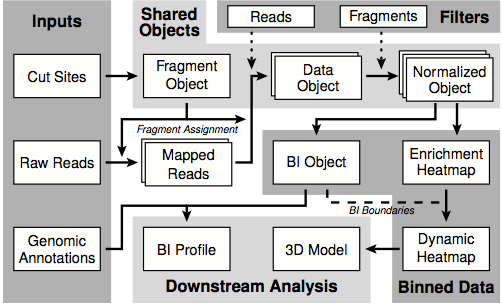 Inputs
Shared
Objects
Reads
Fragments
Filters
Cut Sites
Fragment
Object
Data
Object
Normalized
Object
Fragment Assignment
Raw Reads
Mapped
Reads
BI Object
Enrichment
Heatmap
BI Boundaries
Genomic
Annotations
BI Profile
3D Model
Dynamic
Heatmap
Downstream Analysis
Binned Data